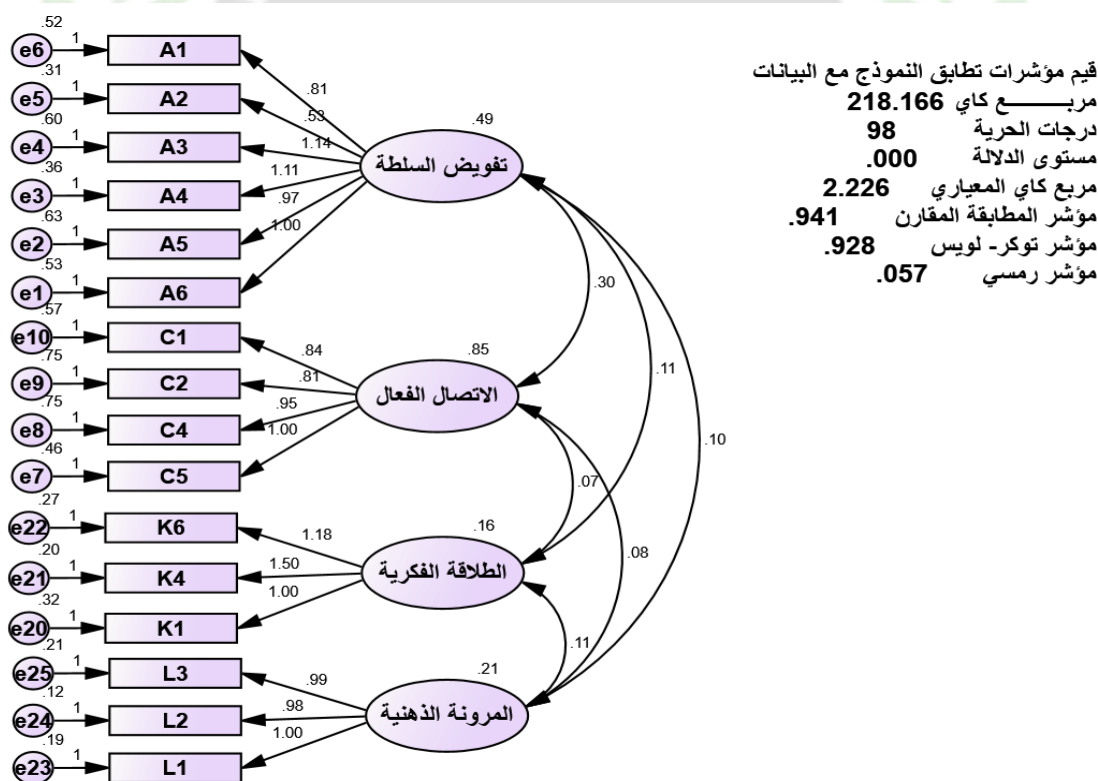 قيم مؤشرات تطابق النموذج مع البيانات
مربـــــــــع كاي 218.166
درجات الحرية 98
مستوى الدلالة .000
مربع كاي المعياري 2.226
مؤشر المطابقة المقارن .941
مؤشر توكر- لويس .928
مؤشر رمسي .057
.52
e6 1 A1
.31
e5 1 A2
.60
e4 1 A3
.36
e3 1 A4
.63
e2 1 A5
.53
e1 1 A6
.81
.53
1.14
1.11
.97
1.00
.49
تفويض السلطة
.57
e10 1 C1
.75
e9 1 C2
.75
e8 1 C4
.46
e7 1 C5
.84
.81
.95
1.00
.85
الاتصال الفعال
.27
e22 1 K6
.20
e21 1 K4
.32
e20 1 K1
1.18
1.50
1.00
.16
الطلاقة الفكرية
.21
e25 1 L3
.12
e24 1 L2
.19
e23 1 L1
.99
.98
1.00
.21
المرونة الذهنية
.30
.11
.10
.07
.08
.11